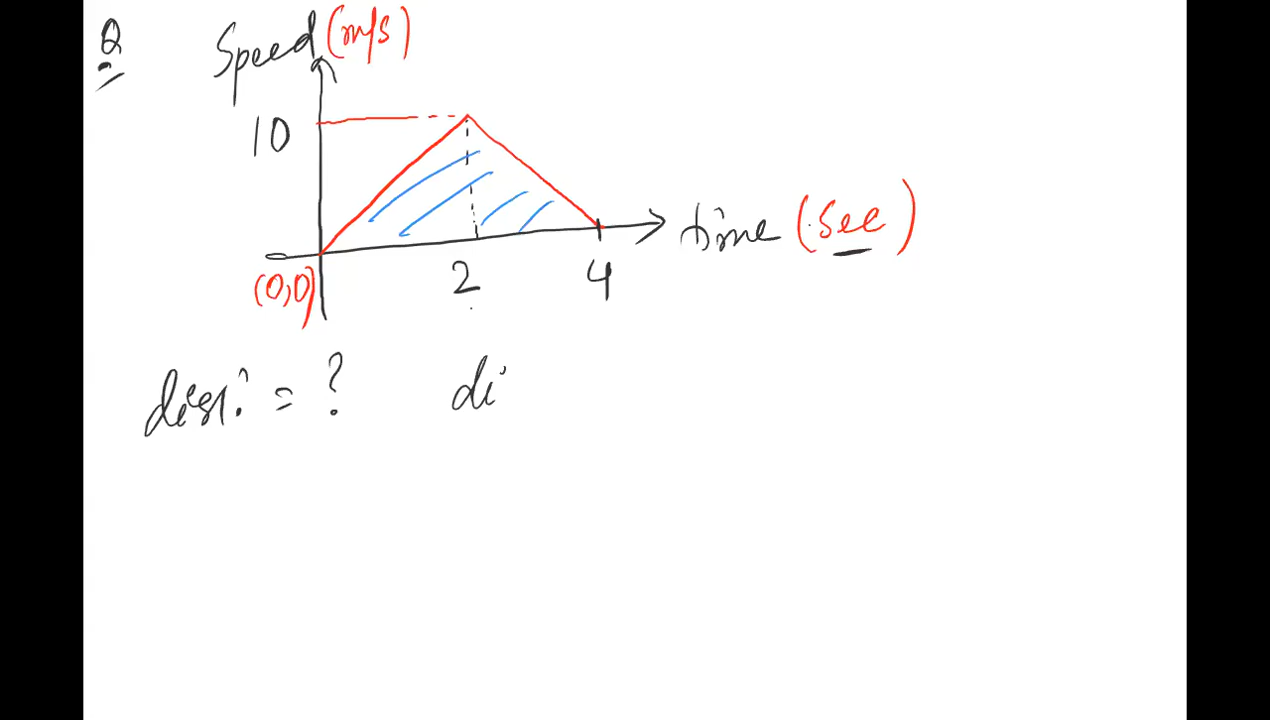 Q
Speed (m/s)
10
time (sec)
(0,0)
2
4
dist. = ?
di